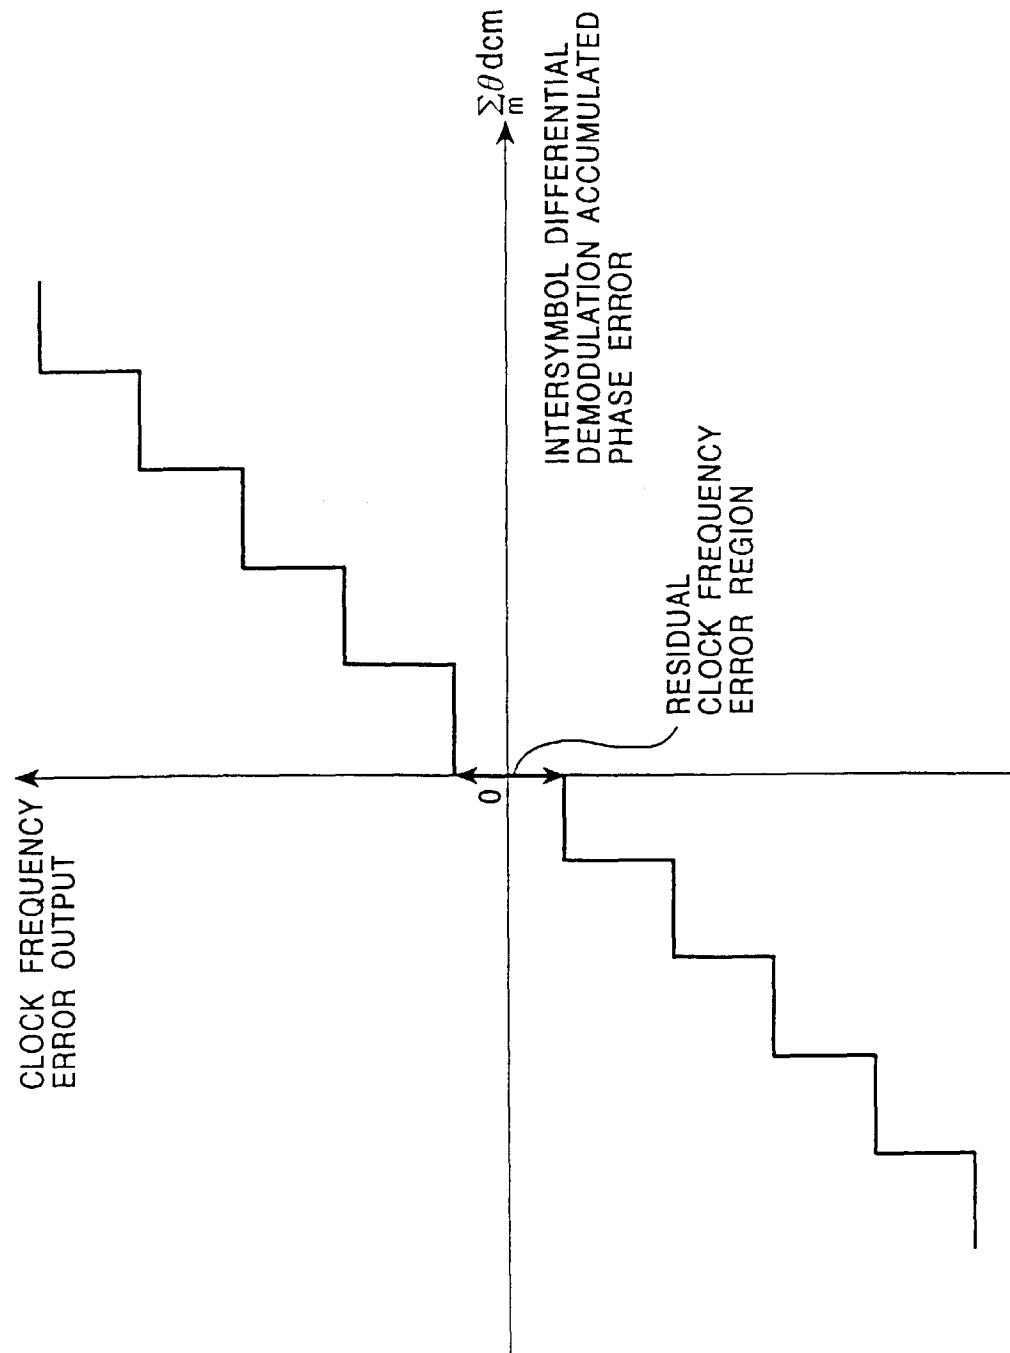 CLOCK FREQUENCY
ERROR OUTPUT
0
Σθdcm
m
INTERSYMBOL DIFFERENTIAL
DEMODULATION ACCUMULATED
PHASE ERROR
RESIDUAL
CLOCK FREQUENCY
ERROR REGION